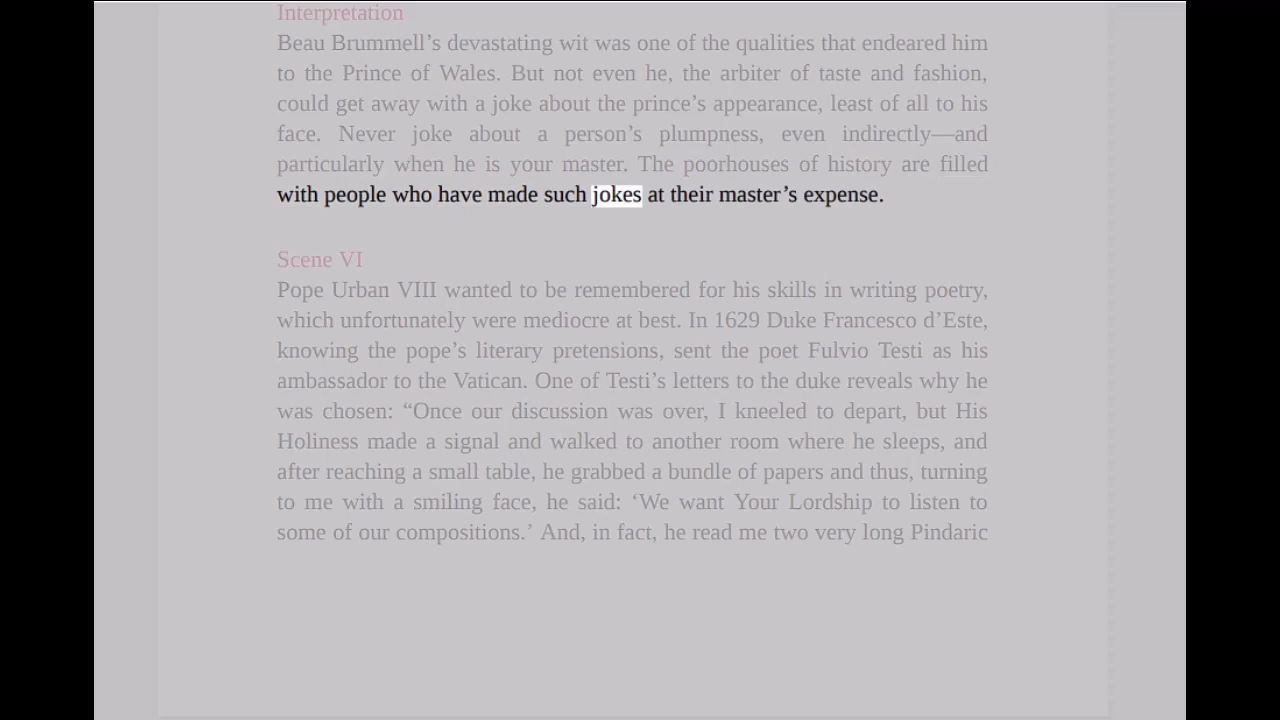 Interpretation
Beau Brummell’s devastating wit was one of the qualities that endeared him
to the Prince of Wales. But not even he, the arbiter of taste and fashion,
could get away with a joke about the prince’s appearance, least of all to his
face. Never joke about a person’s plumpness, even indirectly—and
particularly when he is your master. The poorhouses of history are filled
with people who have made such jokes at their master’s expense.
Scene VI
Pope Urban VIII wanted to be remembered for his skills in writing poetry,
which unfortunately were mediocre at best. In 1629 Duke Francesco d’Este,
knowing the pope’s literary pretensions, sent the poet Fulvio Testi as his
ambassador to the Vatican. One of Testi’s letters to the duke reveals why he
was chosen: “Once our discussion was over, I kneeled to depart, but His
Holiness made a signal and walked to another room where he sleeps, and
after reaching a small table, he grabbed a bundle of papers and thus, turning
to me with a smiling face, he said: ‘We want Your Lordship to listen to
some of our compositions.’ And, in fact, he read me two very long Pindaric